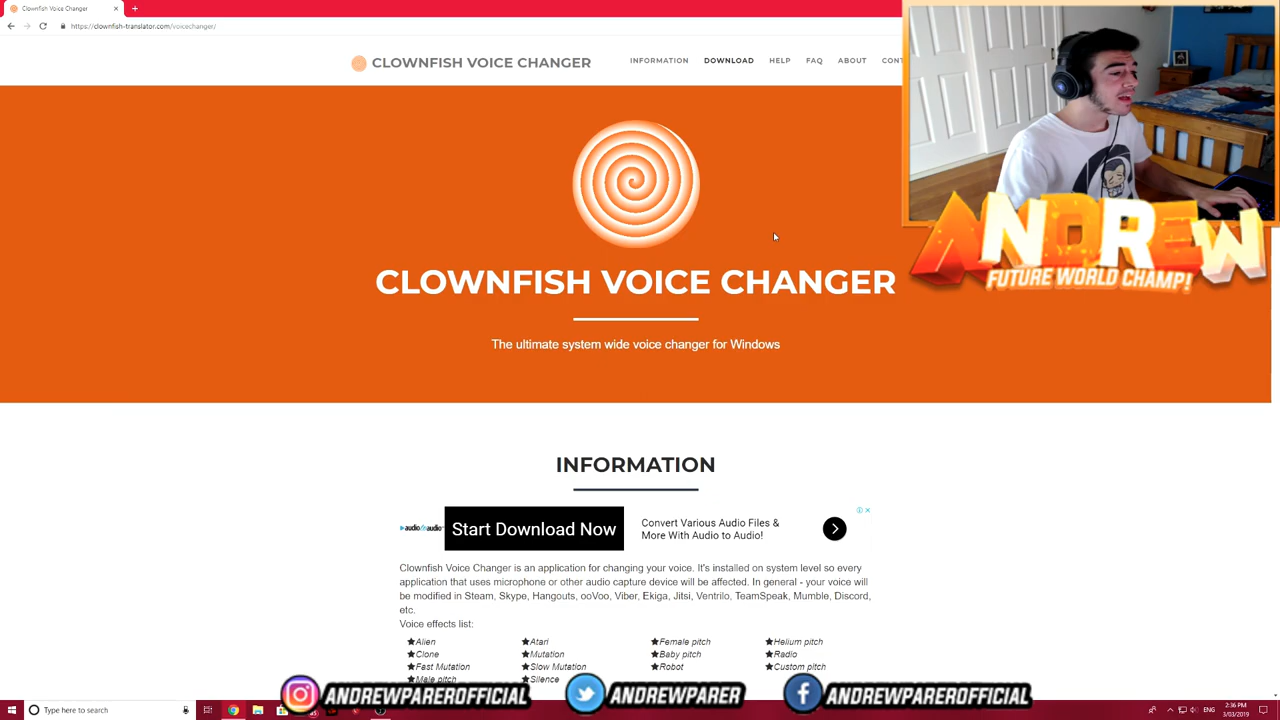 Clownfish Voice Changer
https://clownfish-translator.com/voicechanger/
CLOWNFISH VOICE CHANGER
INFORMATION DOWNLOAD HELP FAQ ABOUT CONT
ANDREW
FUTURE WORLD CHAMP!
CLOWNFISH VOICE CHANGER
The ultimate system wide voice changer for Windows
INFORMATION
audio to audio
Start Download Now
Convert Various Audio Files &
More With Audio to Audio!
Clownfish Voice Changer is an application for changing your voice. It's installed on system level so every
application that uses microphone or other audio capture device will be affected. In general - your voice will
be modified in Steam, Skype, Hangouts, ooVoo, Viber, Ekiga, Jitsi, Ventrilo, TeamSpeak, Mumble, Discord,
etc.
Voice effects list:
★Alien ★Atari ★Female pitch ★Helium pitch
★Clone ★Mutation ★Baby pitch ★Radio
★Fast Mutation ★Slow Mutation ★Robot ★Custom pitch
★Male pitch ★Silence
ANDREWPAREROFFICIAL ANDREWPARER ANDREWPAREROFFICIAL
Type here to search
ENG
2:36 PM
3/03/2019